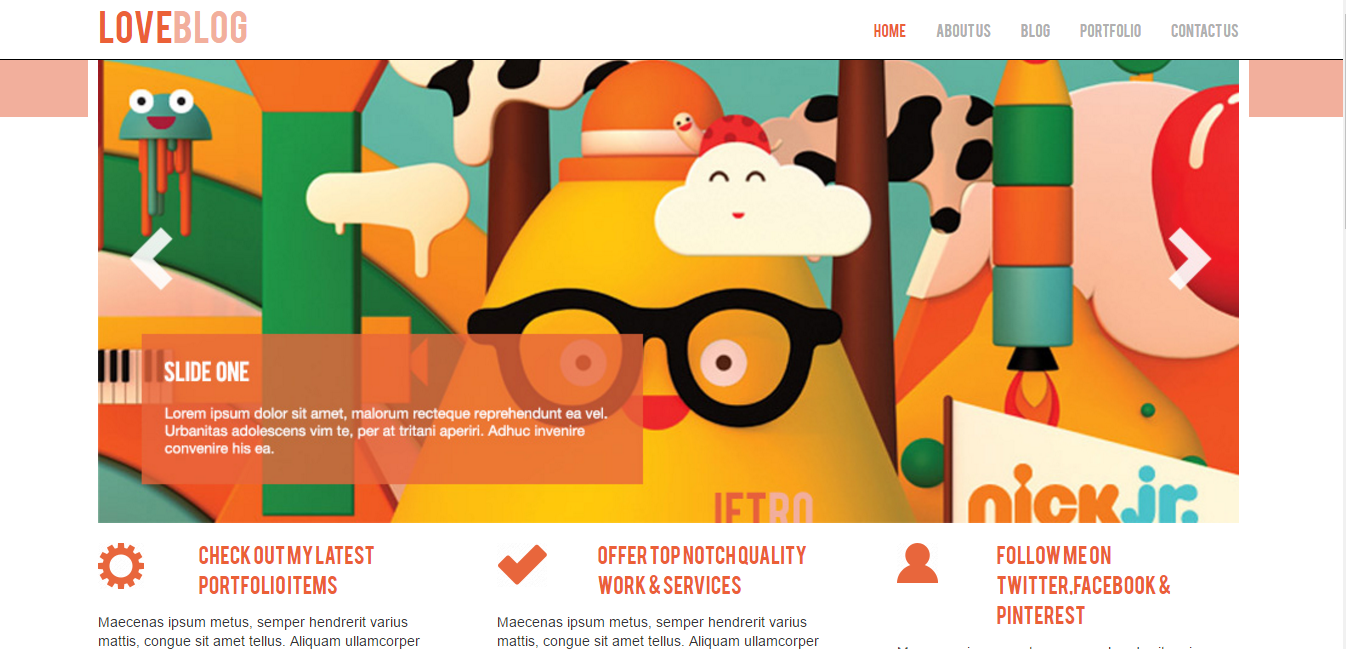 LOVEBLOG
HOME ABOUT US BLOG PORTFOLIO CONTACT US
SLIDE ONE
Lorem ipsum dolor sit amet, malorum recteque reprehendunt ea vel.
Urbanitas adolescens vim te, per at tritani aperiri. Adhuc invenire
convenire his ea.
JETRO
nick jr.
CHECK OUT MY LATEST
PORTFOLIO ITEMS
Maecenas ipsum metus, semper hendrerit varius
mattis, congue sit amet tellus. Aliquam ullamcorper
OFFER TOP NOTCH QUALITY
WORK & SERVICES
Maecenas ipsum metus, semper hendrerit varius
mattis, congue sit amet tellus. Aliquam ullamcorper
FOLLOW ME ON
TWITTER,FACEBOOK &
PINTEREST